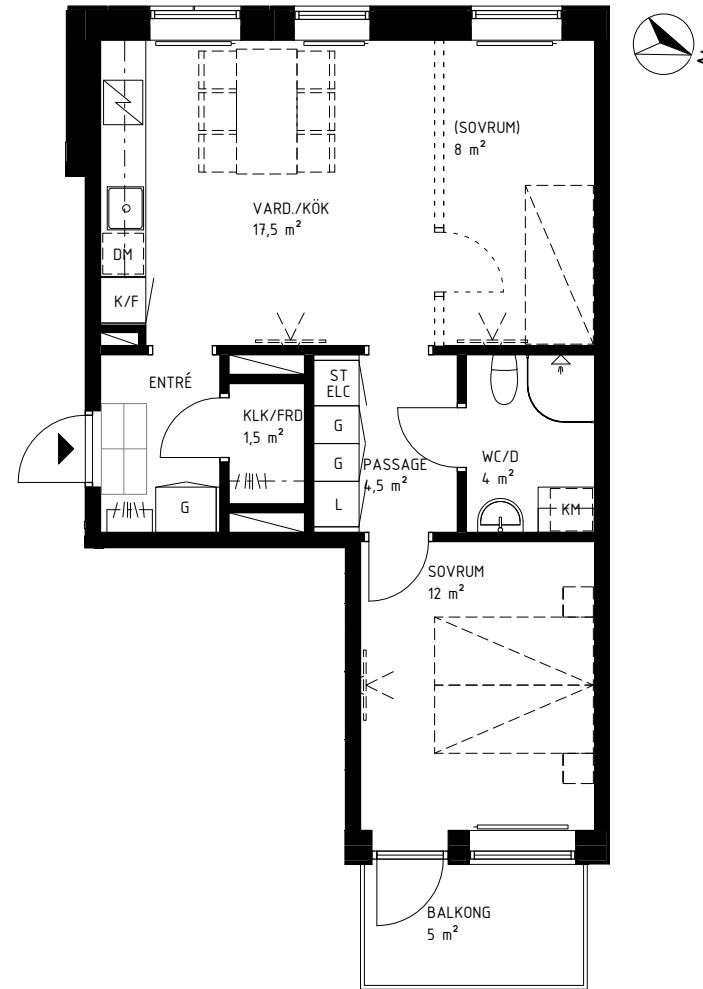 N
(SOVRUM)
8 m²
VARD./KÖK
17,5 m²
DM
K/F
ENTRÉ
ST
ELC
KLK/FRD
1,5 m²
G
G
PASSAGE
4,5 m²
WC/D
4 m²
L
G
KM
SOVRUM
12 m²
BALKONG
5 m²